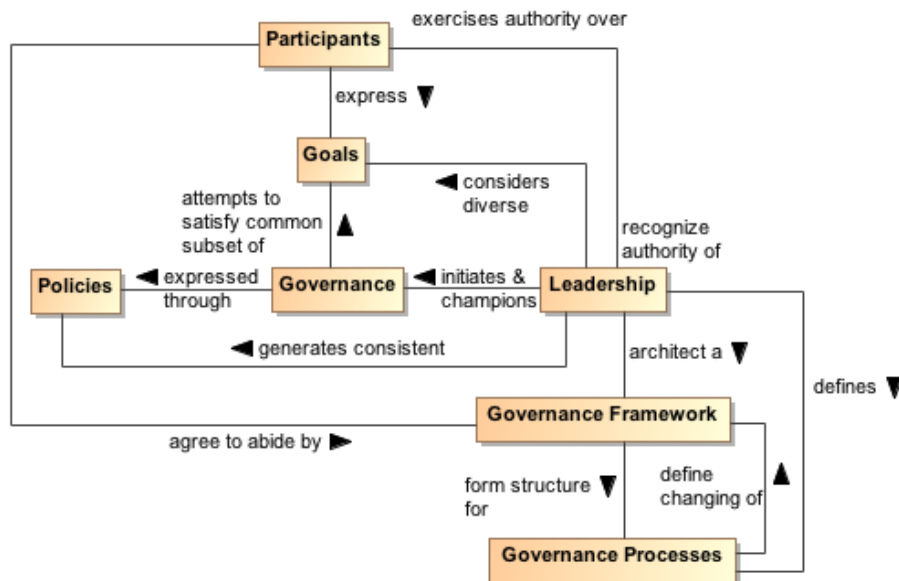 exercises authority over
Participants
express
Goals
considers
diverse
attempts to
satisfy common
subset of
recognize
authority of
Policies
expressed
through
Governance
initiates &
champions
Leadership
generates consistent
architect a
defines
Governance Framework
agree to abide by
form structure
for
define
changing of
Governance Processes